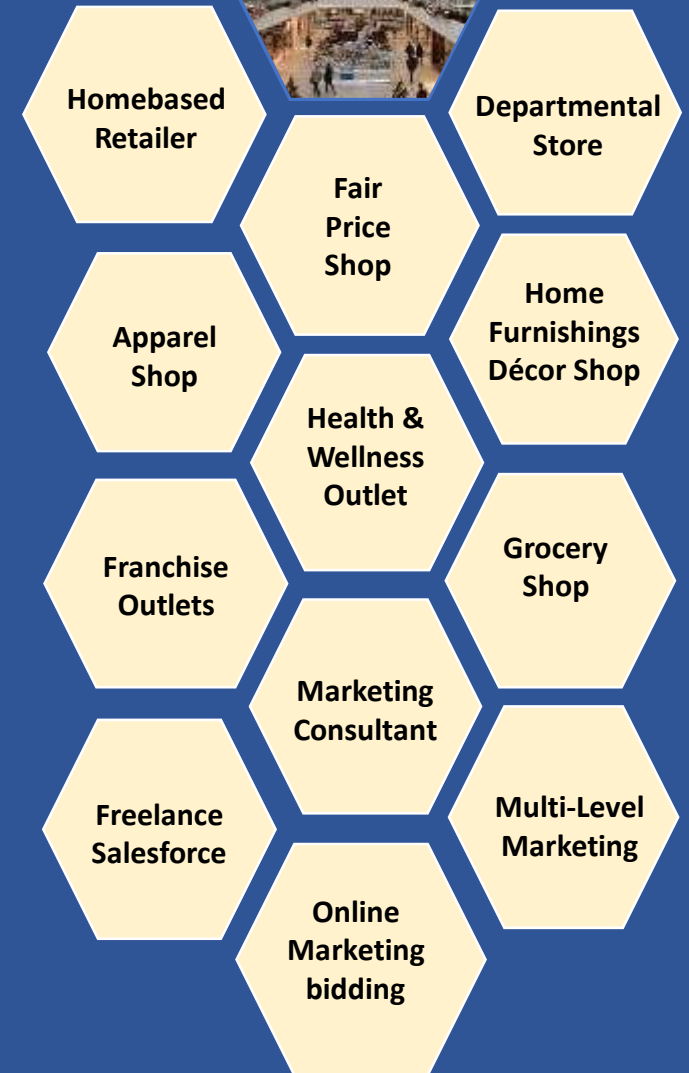 Homebased
Retailer
Departmental
Store
Fair
Price
Shop
Home
Furnishings
Décor Shop
Apparel
Shop
Health &
Wellness
Outlet
Grocery
Shop
Franchise
Outlets
Marketing
Consultant
Multi-Level
Marketing
Freelance
Salesforce
Online
Marketing
bidding